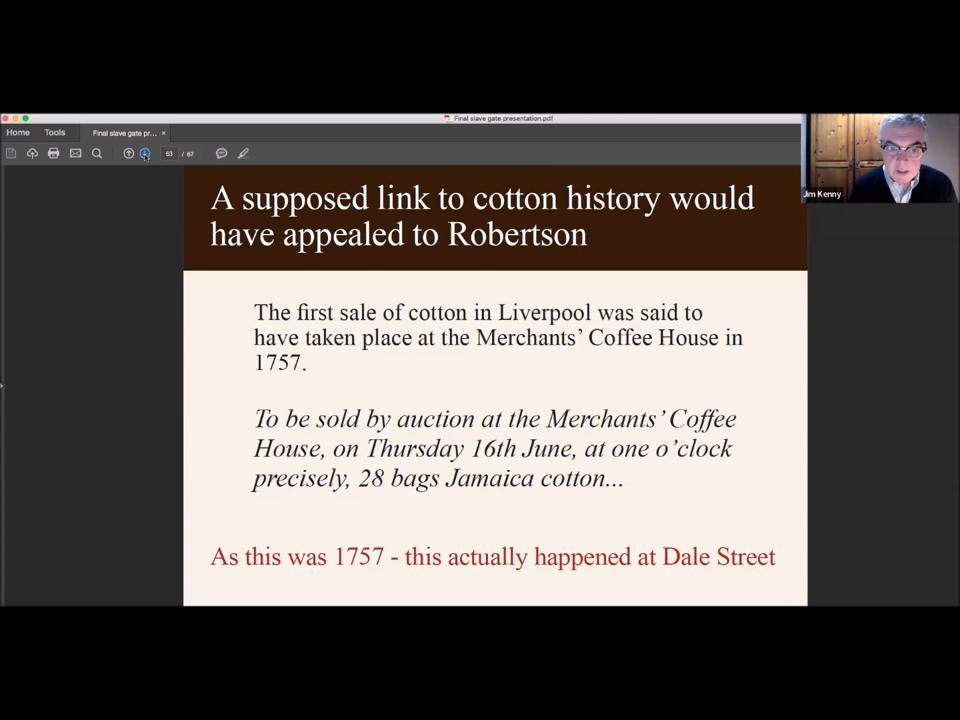 Final slave gate presentation.pdf
Home Tools Final slave gate pr... ×
53 / 67
Jim Kenny
A supposed link to cotton history would
have appealed to Robertson
The first sale of cotton in Liverpool was said to
have taken place at the Merchants’ Coffee House in
1757.
To be sold by auction at the Merchants’ Coffee
House, on Thursday 16th June, at one o’clock
precisely, 28 bags Jamaica cotton...
As this was 1757 - this actually happened at Dale Street